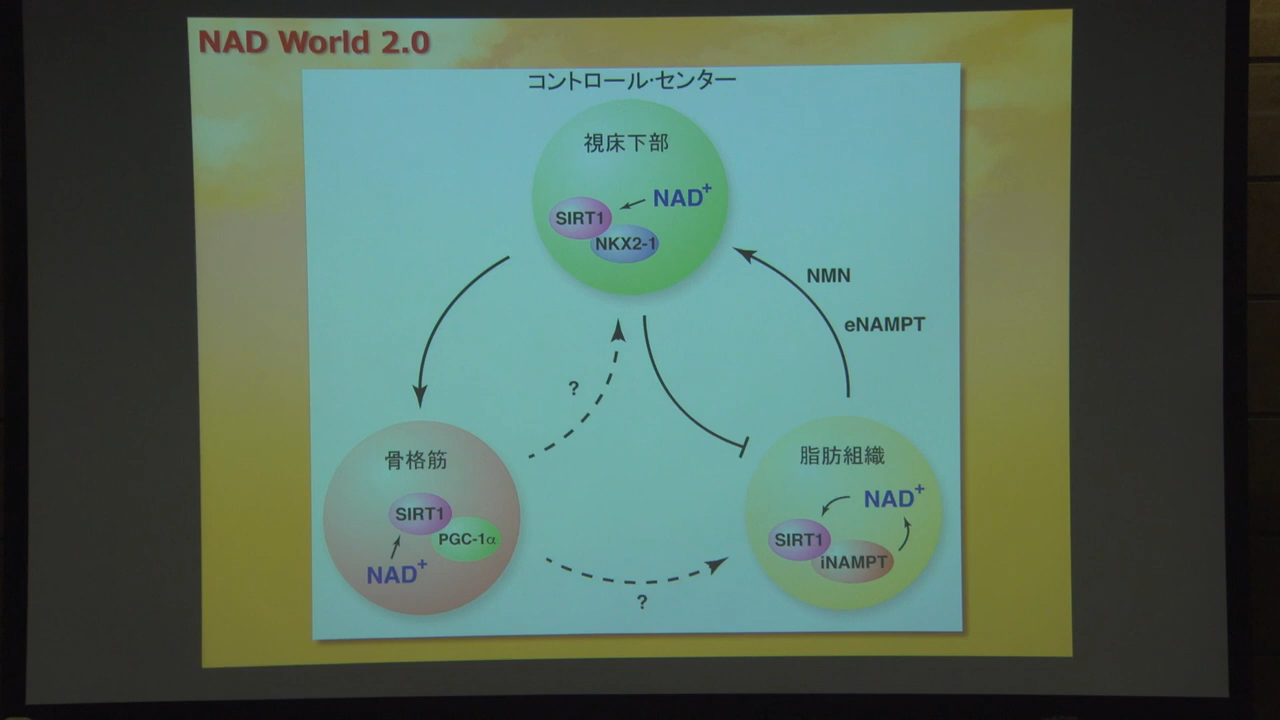 NAD World 2.0
コントロール・センター
視床下部
NAD+
SIRT1
NKX2-1
NMN
eNAMPT
?
骨格筋
SIRT1
PGC-1α
NAD+
脂肪組織
NAD+
SIRT1
iNAMPT
?